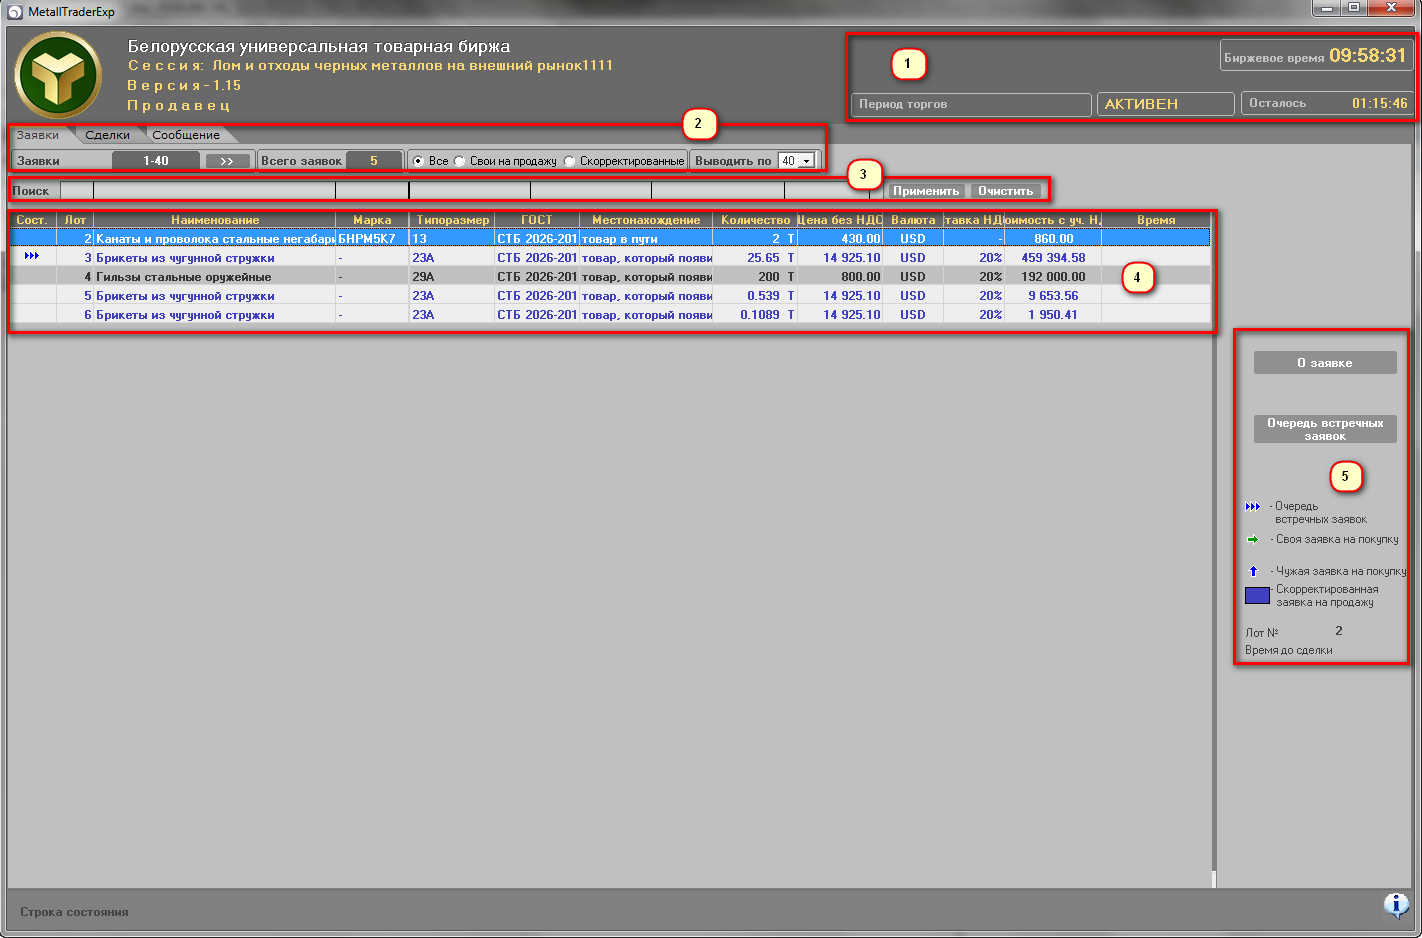 MetallTraderExp
Белорусская универсальная товарная биржа
Сессия: Лом и отходы черных металлов на внешний рынок1111
Версия-1.15
Продавец
1
Биржевое время 09:58:31
Период торгов АКТИВЕН Осталось 01:15:46
2
Заявки Сделки Сообщение
Заявки 1-40 >> Всего заявок 5 Все Свои на продажу Скорректированные Выводить по 40
3
Поиск Применить Очистить
Сост. Лот Наименование Марка Типоразмер ГОСТ Местонахождение Количество Цена без НДС Валюта тавка НД оимость с уч. Н, Время
2 Канаты и проволока стальные негабари БНРМ5К7 13 СТБ 2026-201 товар в пути 2 Т 430.00 USD - 860.00
3 Брикеты из чугунной стружки - 23А СТБ 2026-201 товар, который появи 25.65 Т 14 925.10 USD 20% 459 394.58
4 Гильзы стальные оружейные 29А СТБ 2026-201 товар, который появи 200 Т 800.00 USD 20% 192 000.00
5 Брикеты из чугунной стружки - 23А СТБ 2026-201 товар, который появи 0.539 Т 14 925.10 USD 20% 9 653.56
6 Брикеты из чугунной стружки - 23А СТБ 2026-201 товар, который появи 0.1089 Т 14 925.10 USD 20% 1 950.41
4
О заявке
Очередь встречных
заявок
5
- Очередь
встречных заявок
- Своя заявка на покупку
- Чужая заявка на покупку
- Скорректированная
заявка на продажу
Лот № 2
Время до сделки
Строка состояния